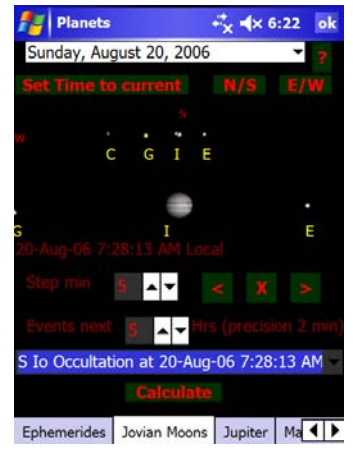 Planets 6:22 ok
Sunday, August 20, 2006 ?
Set Time to current N/S E/W
S
W
C G I E
G I E
20-Aug-06 7:28:13 AM Local
Step min 5 < X >
Events next 5 Hrs (precision 2 min)
S Io Occultation at 20-Aug-06 7:28:13 AM
Calculate
Ephemerides Jovian Moons Jupiter Ma